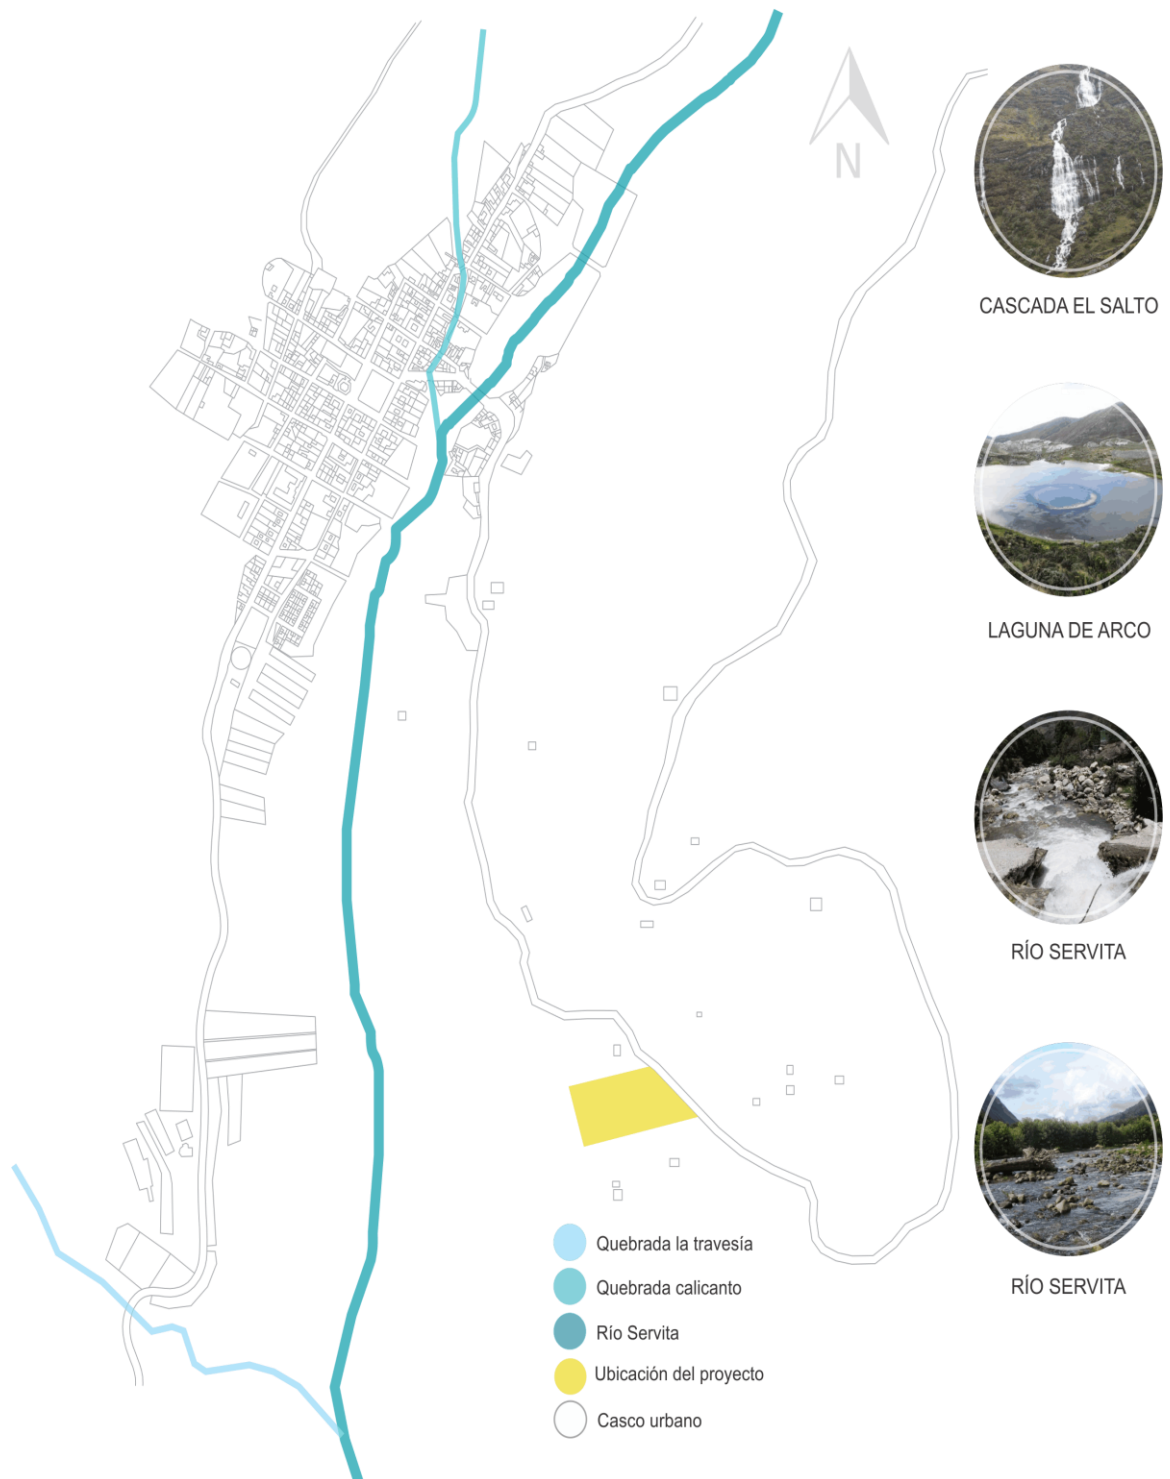 N
CASCADA EL SALTO
LAGUNA DE ARCO
RÍO SERVITA
RÍO SERVITA
Quebrada la travesía
Quebrada calicanto
Río Servita
Ubicación del proyecto
Casco urbano